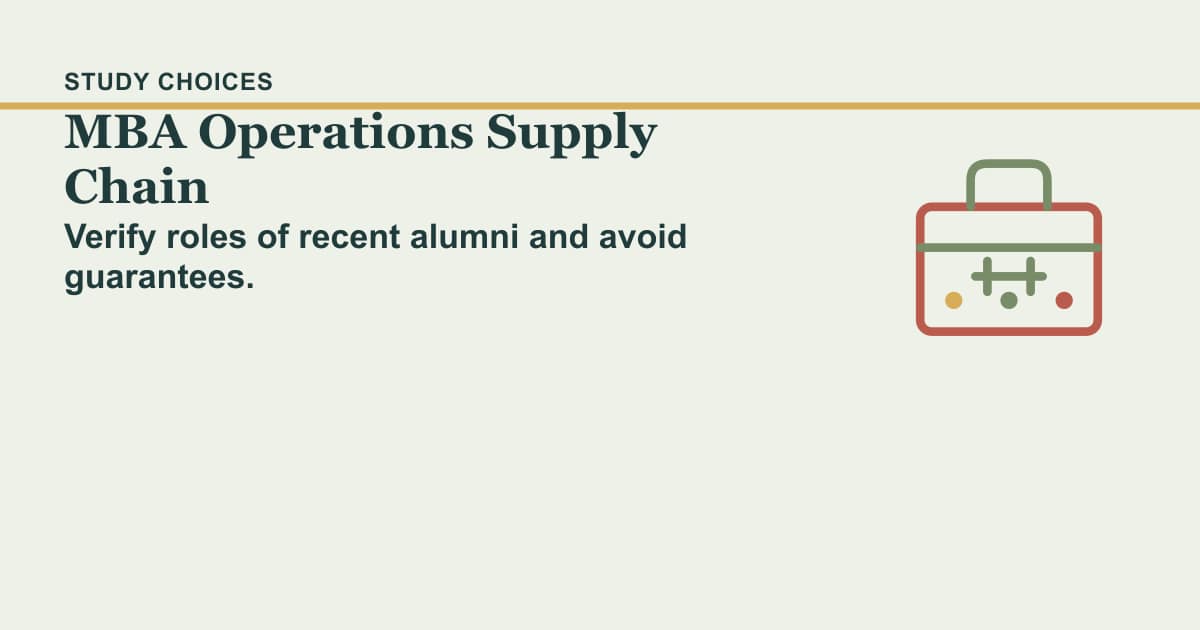 STUDY CHOICES
MBA Operations Supply
Chain
Verify roles of recent alumni and avoid
guarantees.